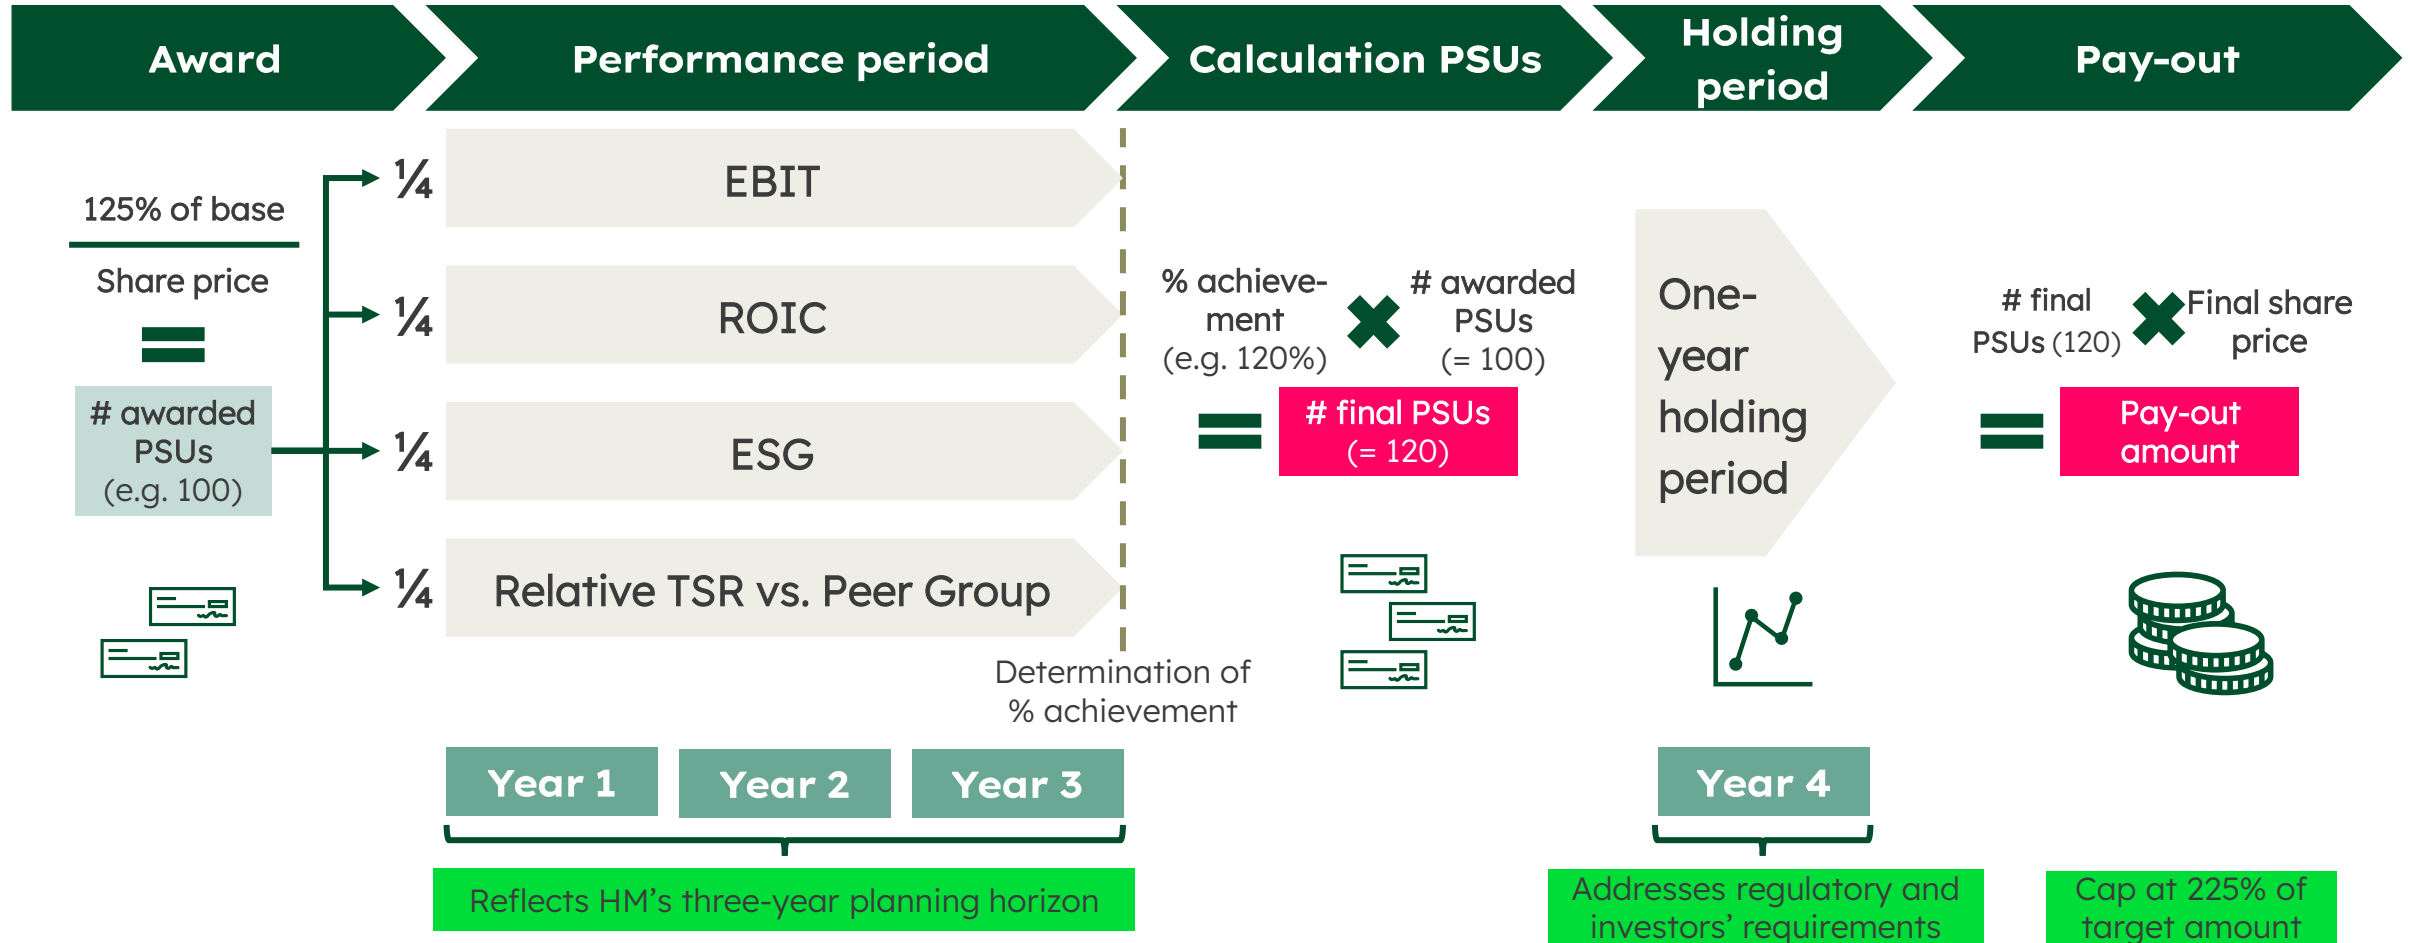 Award
Performance period
Calculation PSUs
Holding
period
Pay-out
125% of base
Share price
# awarded
PSUs
(e.g. 100)
¼
EBIT
¼
ROIC
¼
ESG
¼
Relative TSR vs. Peer Group
Determination of
% achievement
% achieve-
ment
(e.g. 120%)
# awarded
PSUs
(= 100)
# final PSUs
(= 120)
One-
year
holding
period
# final
PSUs (120)
Final share
price
Pay-out
amount
Year 1
Year 2
Year 3
Year 4
Reflects HM’s three-year planning horizon
Addresses regulatory and
investors’ requirements
Cap at 225% of
target amount